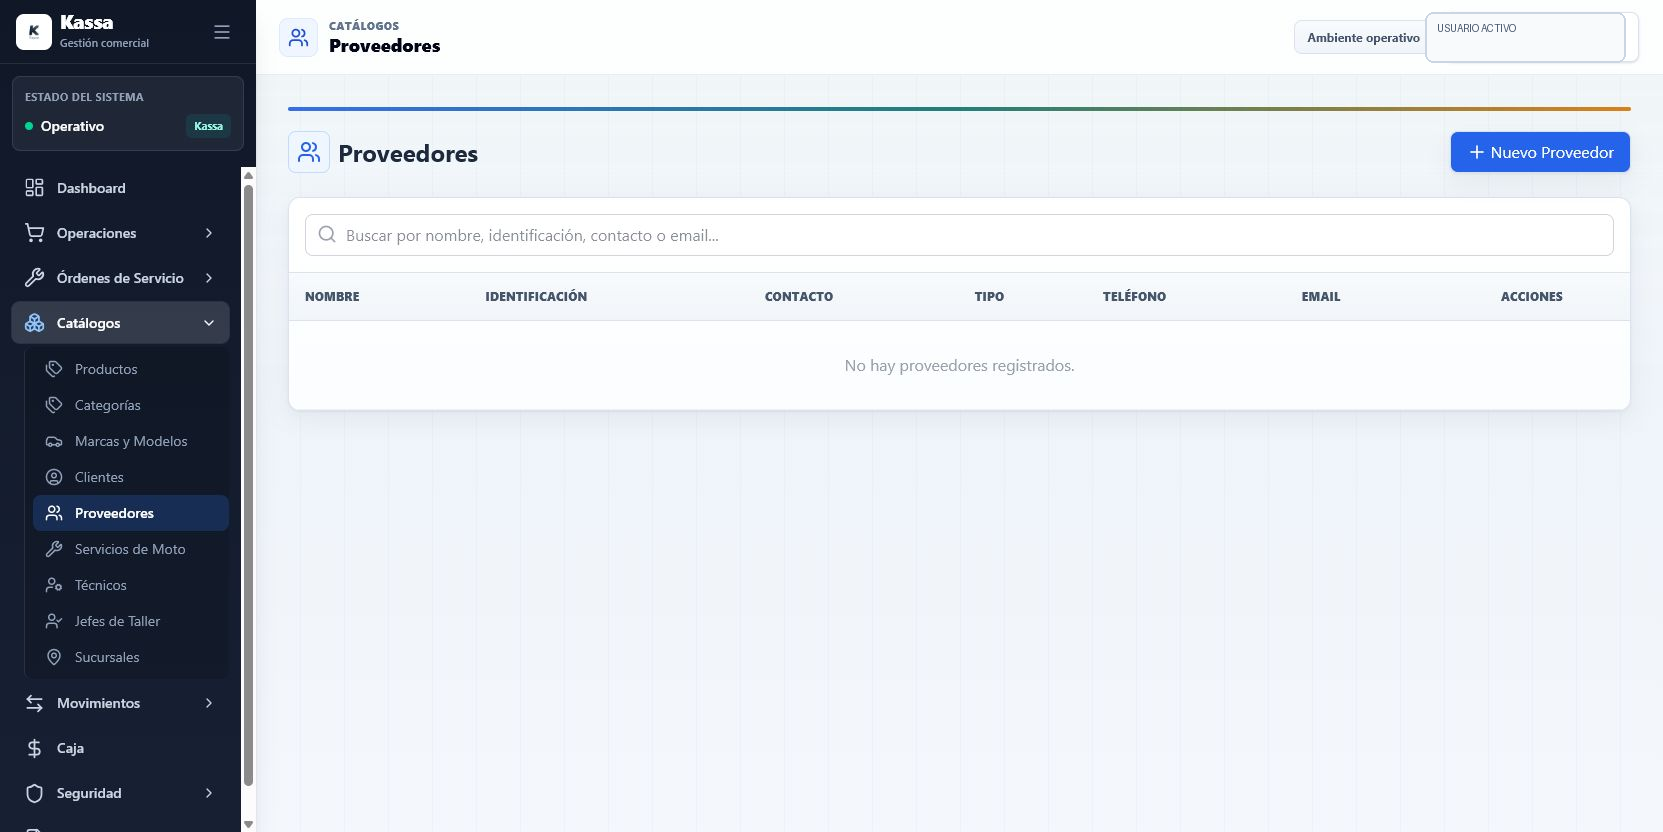 Kassa
Gestión comercial
ESTADO DEL SISTEMA
Operativo
Kassa
Dashboard
Operaciones
Órdenes de Servicio
Catálogos
Productos
Categorías
Marcas y Modelos
Clientes
Proveedores
Servicios de Moto
Técnicos
Jefes de Taller
Sucursales
Movimientos
Caja
Seguridad
CATÁLOGOS
Proveedores
Ambiente operativo
USUARIO ACTIVO
Proveedores
Nuevo Proveedor
Buscar por nombre, identificación, contacto o email...
NOMBRE IDENTIFICACIÓN CONTACTO TIPO TELÉFONO EMAIL ACCIONES
No hay proveedores registrados.